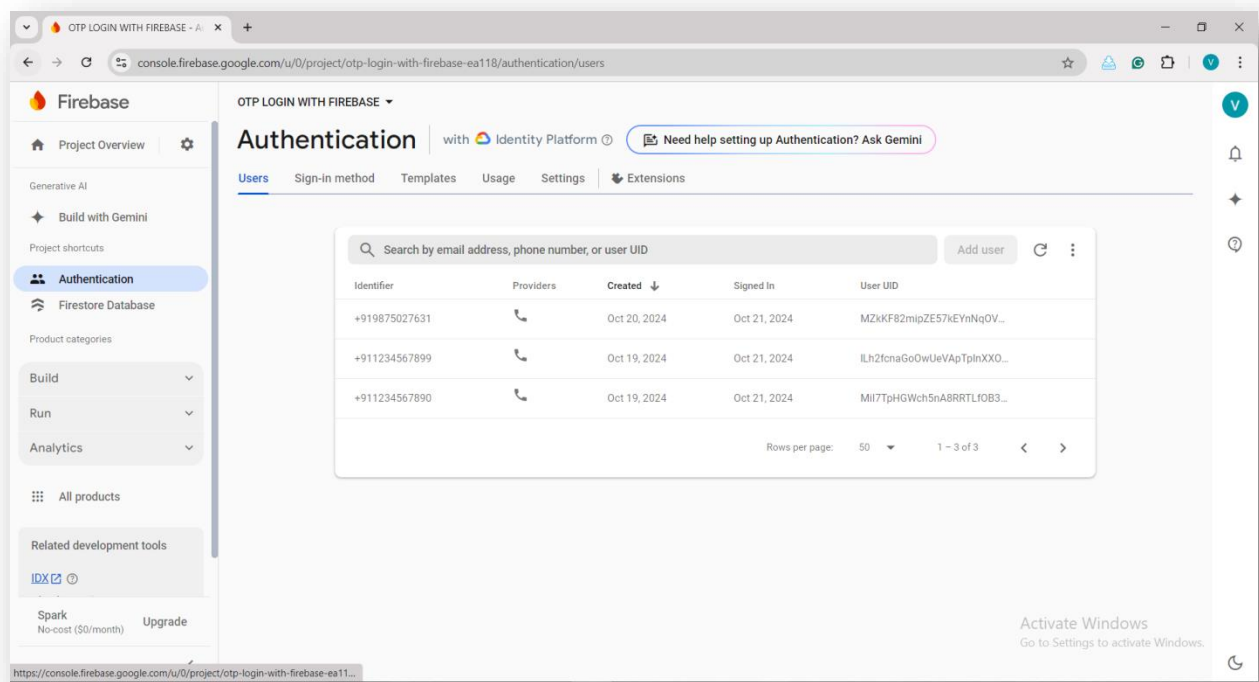 OTP LOGIN WITH FIREBASE - A
console.firebase.google.com/u/0/project/otp-login-with-firebase-ea118/authentication/users
V
Firebase
Project Overview
Generative AI
Build with Gemini
Project shortcuts
Authentication
Firestore Database
Product categories
Build
Run
Analytics
All products
Related development tools
IDX
Spark
No-cost ($0/month)
Upgrade
https://console.firebase.google.com/u/0/project/otp-login-with-firebase-ea11...
OTP LOGIN WITH FIREBASE
Authentication with Identity Platform Need help setting up Authentication? Ask Gemini
Users Sign-in method Templates Usage Settings Extensions
Search by email address, phone number, or user UID Add user
Identifier Providers Created Signed In User UID
+919875027631 Oct 20, 2024 Oct 21, 2024 MZkKF82mipZE57kEYnNqOV...
+911234567899 Oct 19, 2024 Oct 21, 2024 ILh2fcnaGoOwUeVApTpInXXO...
+911234567890 Oct 19, 2024 Oct 21, 2024 Mil7TpHGWch5nA8RRTLfOB3...
Rows per page: 50 1 – 3 of 3
V
Activate Windows
Go to Settings to activate Windows.